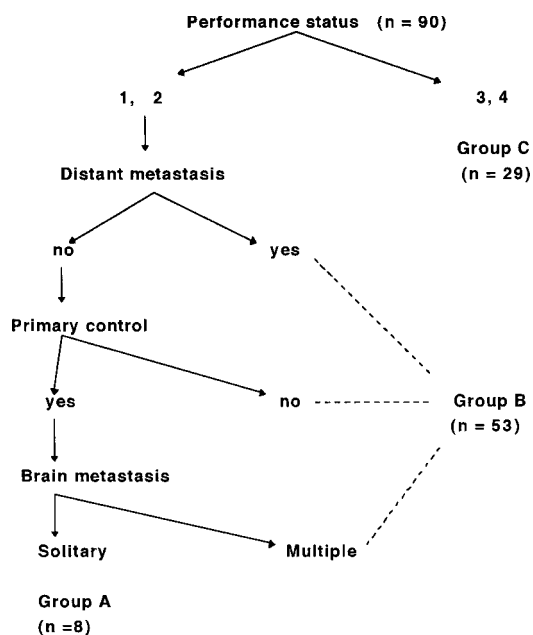 Performance status (n = 90)
1, 2
3, 4
Group C
(n = 29)
Distant metastasis
no
yes
Primary control
yes
no
Group B
(n = 53)
Brain metastasis
Solitary
Multiple
Group A
(n =8)